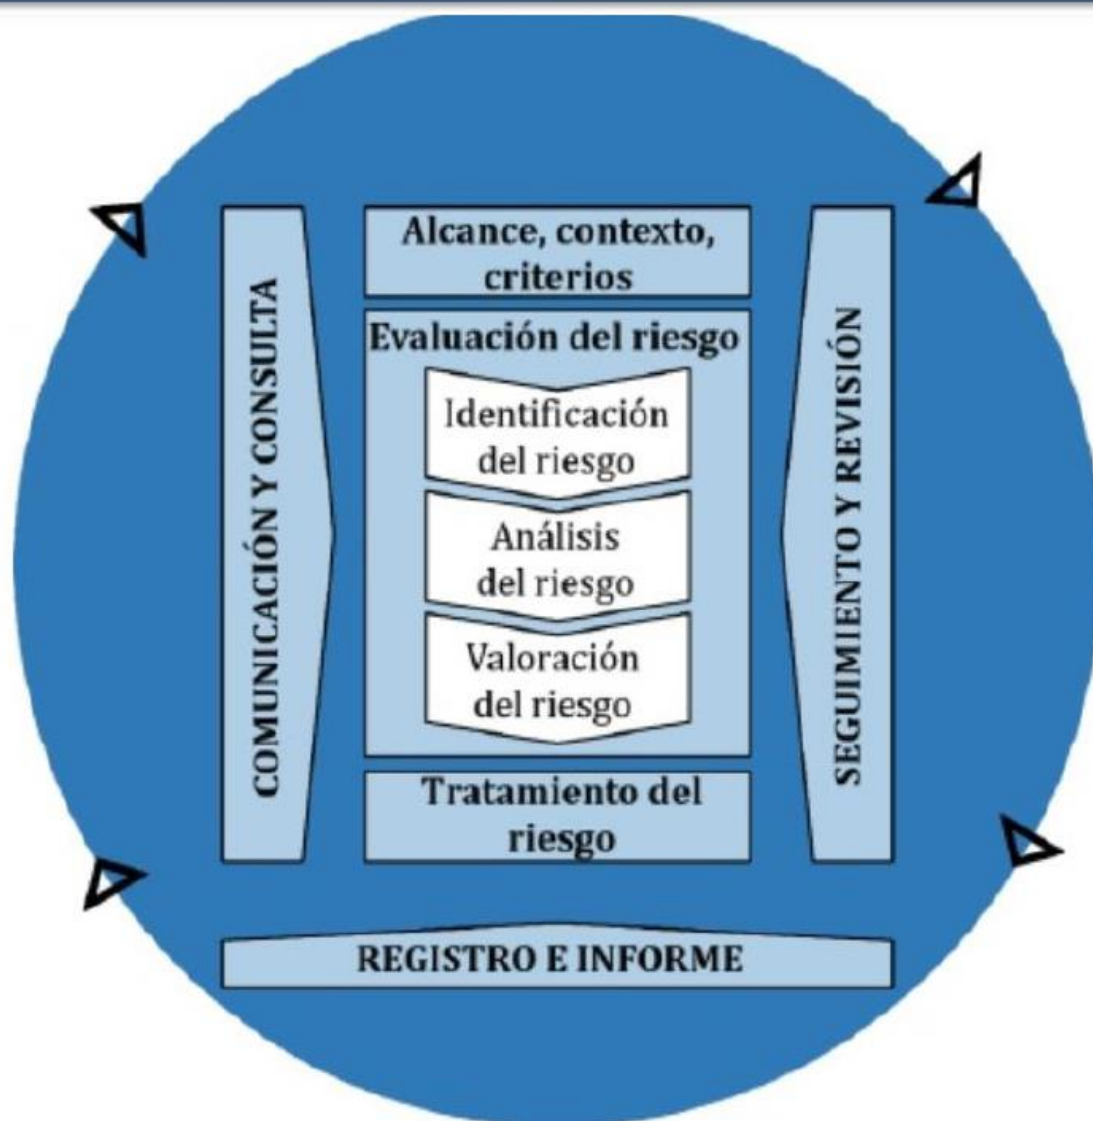 Alcance, contexto,
criterios
Evaluación del riesgo
Identificación
del riesgo
Análisis
del riesgo
Valoración
del riesgo
Tratamiento del
riesgo
COMUNICACIÓN Y CONSULTA
SEGUIMIENTO Y REVISIÓN
REGISTRO E INFORME